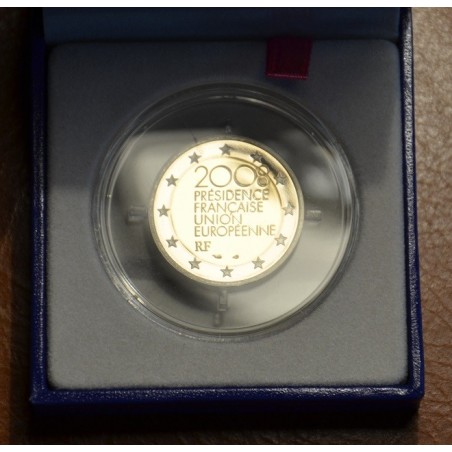 2008
PRÉSIDENCE
FRANÇAISE
UNION
EUROPÉENNE
RF